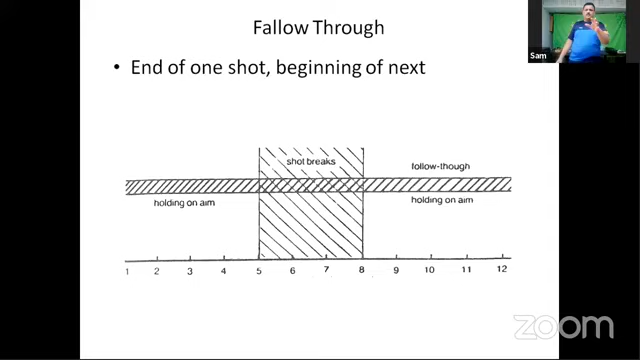 Fallow Through
• End of one shot, beginning of next
Sam
shot breaks
follow-though
holding on aim
holding on aim
1 2 3 4 5 6 7 8 9 10 11 12
zoom